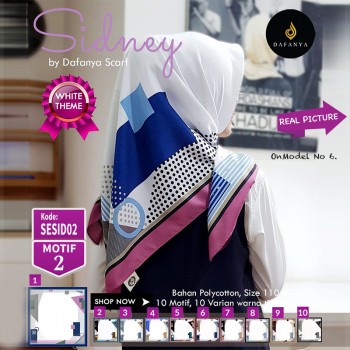 Sidney
by Dafanya Scarf
DAFANYA
WHITE
THEME
REAL PICTURE
OnModel No 6.
Kode:
SESID02
MOTIF
2
Bahan Polycotton, Size 110
SHOP NOW
10 Motif, 10 Varian warna
1
2
3
4
5
6
7
8
9
10